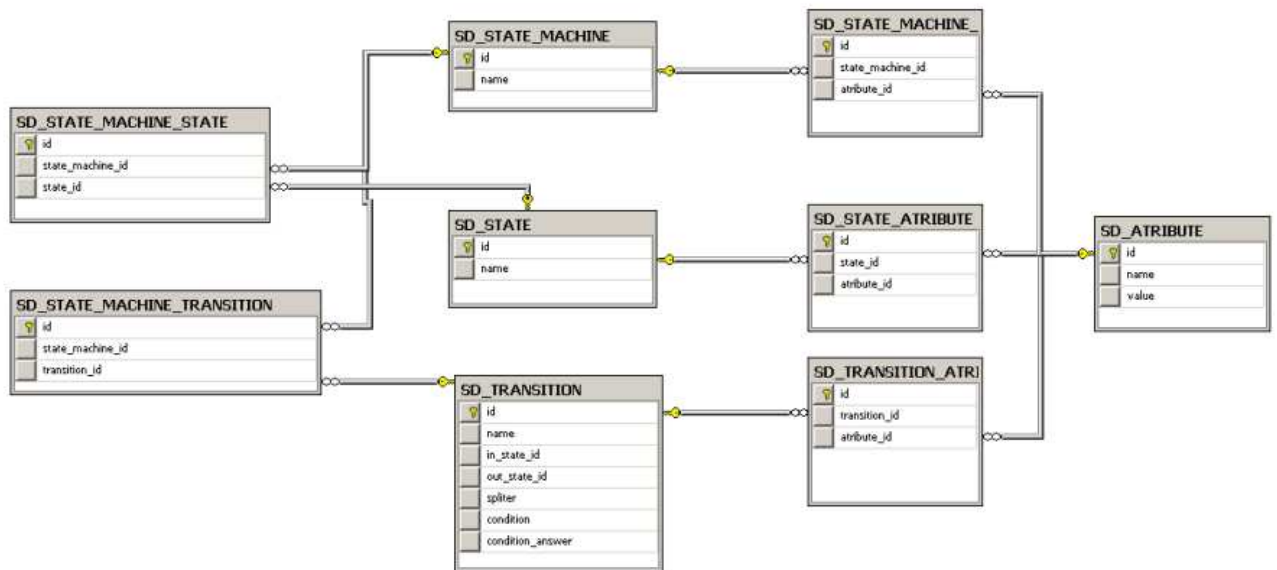 SD_STATE_MACHINE
id
name
SD_STATE_MACHINE_
id
state_machine_id
atribute_id
SD_STATE_MACHINE_STATE
id
state_machine_id
state_id
SD_STATE
id
name
SD_STATE_ATRIBUTE
id
state_id
atribute_id
SD_ATRIBUTE
id
name
value
SD_STATE_MACHINE_TRANSITION
id
state_machine_id
transition_id
SD_TRANSITION
id
name
in_state_id
out_state_id
spliter
condition
condition_answer
SD_TRANSITION_ATRI
id
transition_id
atribute_id